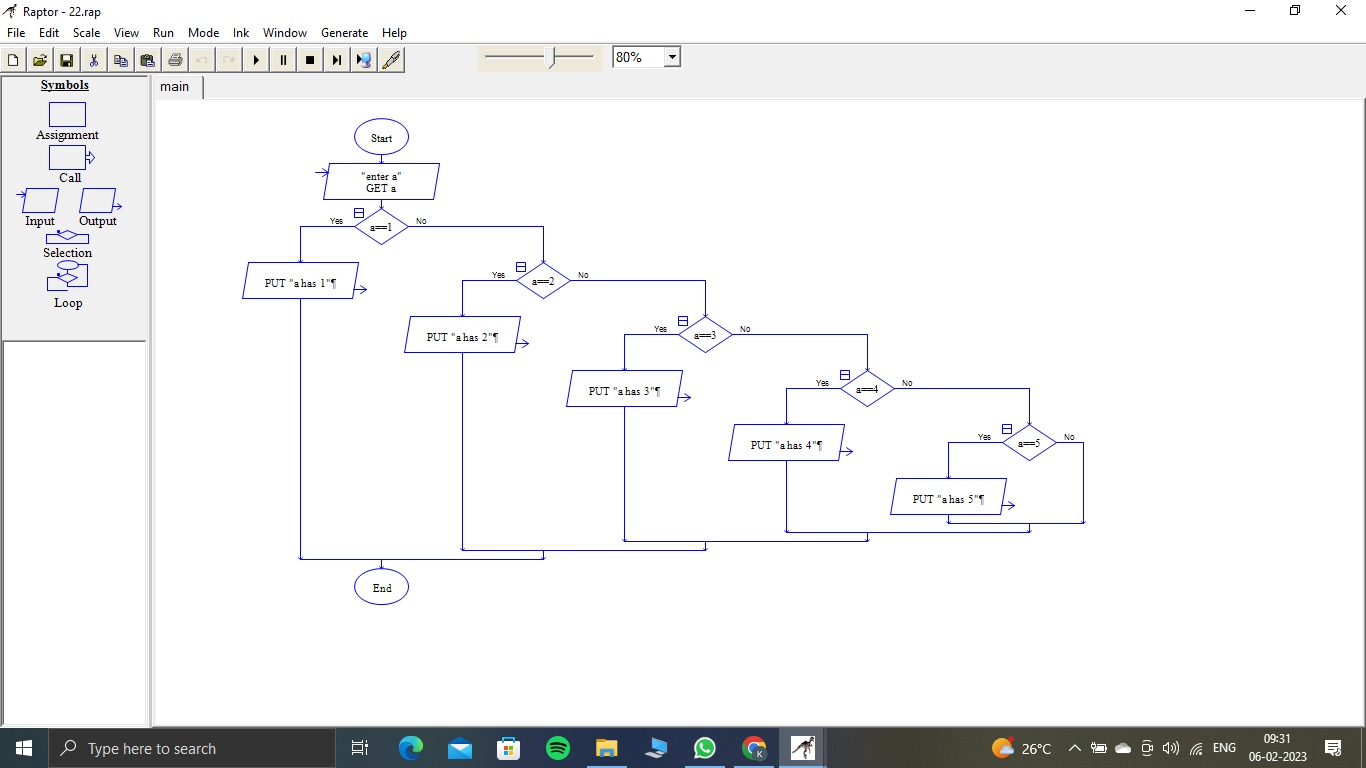 Raptor - 22.rap
File Edit Scale View Run Mode Ink Window Generate Help
80%
Symbols
Assignment
Call
Input Output
Selection
Loop
main
Start
"enter a"
GET a
Yes No
a==1
PUT "a has 1"¶
Yes No
a==2
PUT "a has 2"¶
Yes No
a==3
PUT "a has 3"¶
Yes No
a==4
PUT "a has 4"¶
Yes No
a==5
PUT "a has 5"¶
End
Type here to search
K
26°C
ENG
09:31
06-02-2023